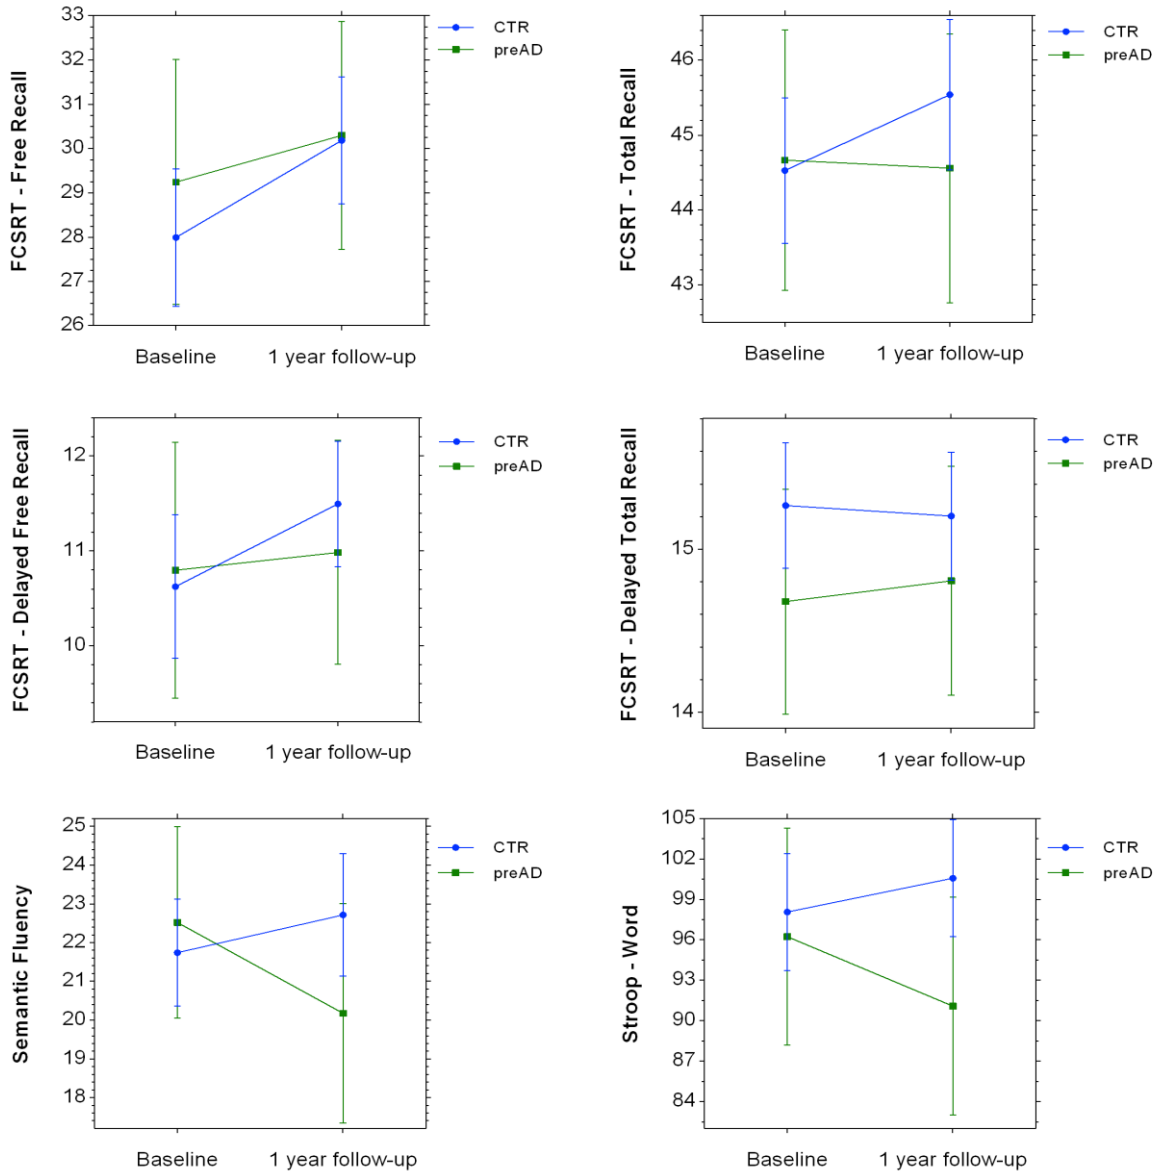 FCSRT - Free Recall
33
32
31
30
29
28
27
26
Baseline
1 year follow-up
CTR
preAD
FCSRT - Total Recall
46
45
44
43
Baseline
1 year follow-up
CTR
preAD
FCSRT - Delayed Free Recall
12
11
10
Baseline
1 year follow-up
CTR
preAD
FCSRT - Delayed Total Recall
15
14
Baseline
1 year follow-up
CTR
preAD
Semantic Fluency
25
24
23
22
21
20
19
18
Baseline
1 year follow-up
CTR
preAD
Stroop - Word
105
102
99
96
93
90
87
84
Baseline
1 year follow-up
CTR
preAD